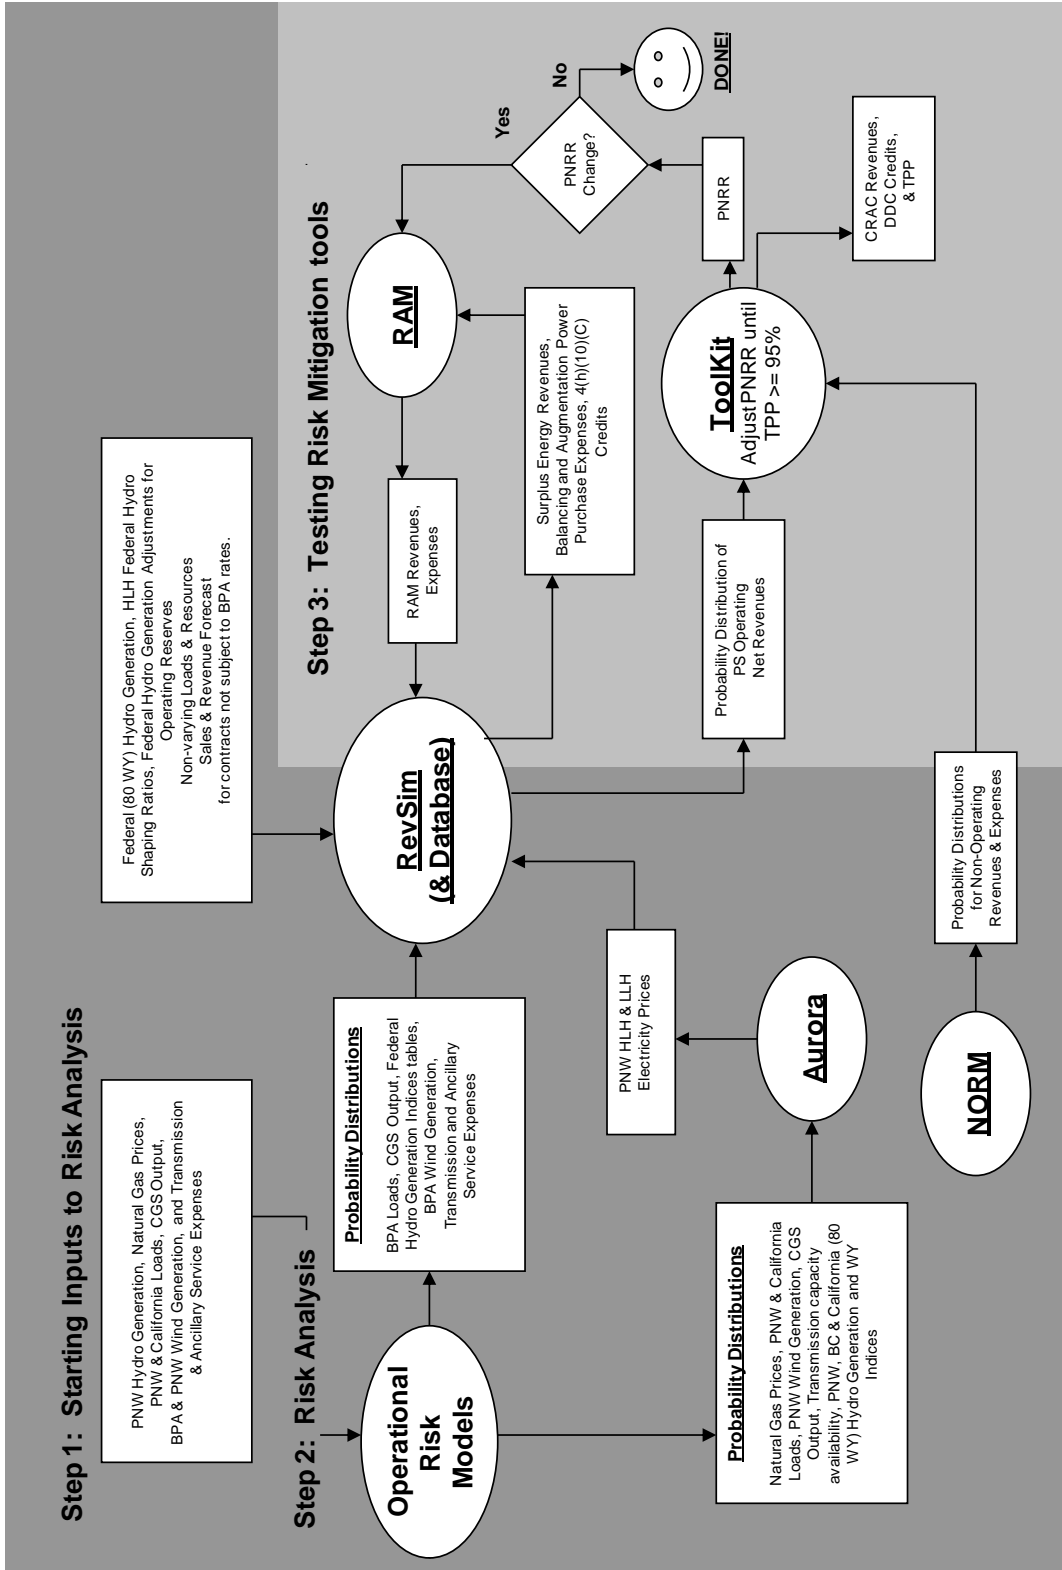 Step 1:  Starting Inputs to Risk Analysis
PNW Hydro Generation, Natural Gas Prices,
PNW & California Loads, CGS Output,
BPA & PNW Wind Generation, and Transmission
& Ancillary Service Expenses
Federal (80 WY) Hydro Generation, HLH Federal Hydro
Shaping Ratios, Federal Hydro Generation Adjustments for
Operating Reserves
Non-varying Loads & Resources
Sales & Revenue Forecast
for contracts not subject to BPA rates.
Step 2:  Risk Analysis
Operational
Risk
Models
Probability Distributions
BPA Loads, CGS Output, Federal
Hydro Generation Indices tables,
BPA Wind Generation,
Transmission and Ancillary
Service Expenses
RevSim
(& Database)
Probability Distributions
Natural Gas Prices, PNW & California
Loads, PNW Wind Generation, CGS
Output, Transmission capacity
availability, PNW, BC & California (80
WY) Hydro Generation and WY
Indices
Aurora
PNW HLH & LLH
Electricity Prices
NORM
Probability Distributions
for Non-Operating
Revenues & Expenses
Step 3:  Testing Risk Mitigation tools
RAM Revenues,
Expenses
RAM
Surplus Energy Revenues,
Balancing and Augmentation Power
Purchase Expenses, 4(h)(10)(C)
Credits
Probability Distribution of
PS Operating
Net Revenues
ToolKit
Adjust PNRR until
TPP >= 95%
PNRR
PNRR
Change?
Yes
No
DONE!
CRAC Revenues,
DDC Credits,
& TPP